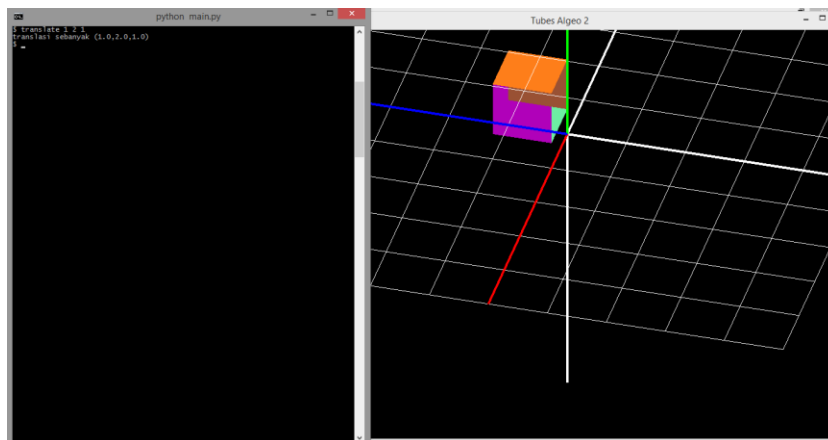 python main.py
$ translate 1 2 1
translasi sebanyak (1.0,2.0,1.0)
$
Tubes Algeo 2